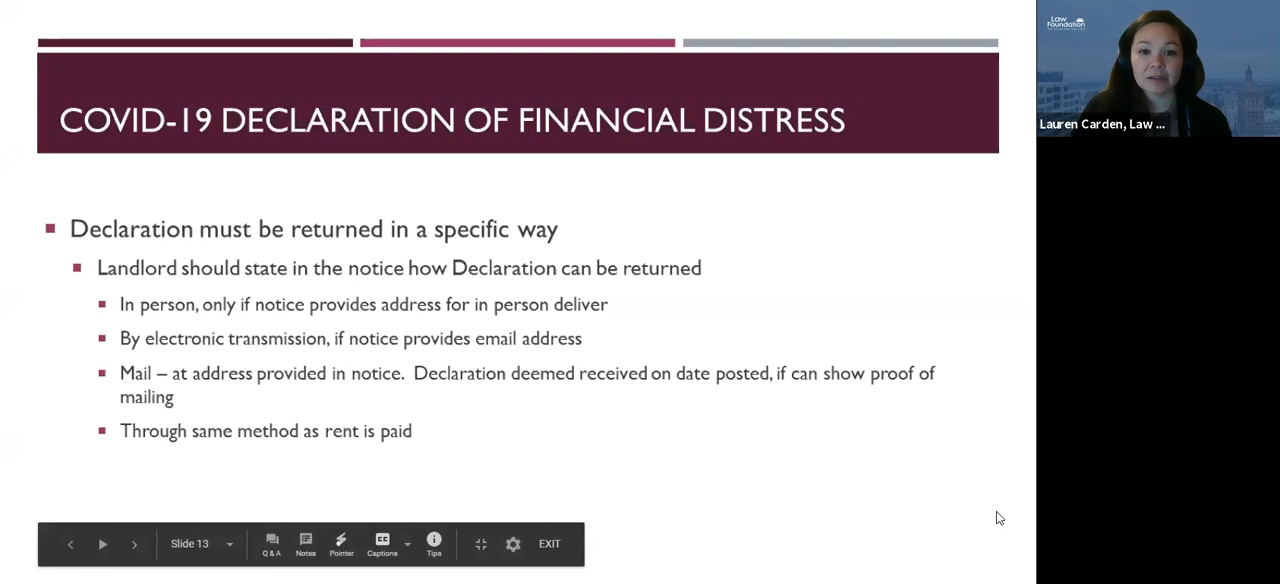 COVID-19 DECLARATION OF FINANCIAL DISTRESS
Declaration must be returned in a specific way
Landlord should state in the notice how Declaration can be returned
In person, only if notice provides address for in person deliver
By electronic transmission, if notice provides email address
Mail – at address provided in notice.  Declaration deemed received on date posted, if can show proof of
mailing
Through same method as rent is paid
Slide 13
Q & A
Notes
Pointer
Captions
Tips
EXIT
Law
Foundation
Lauren Carden, Law ...